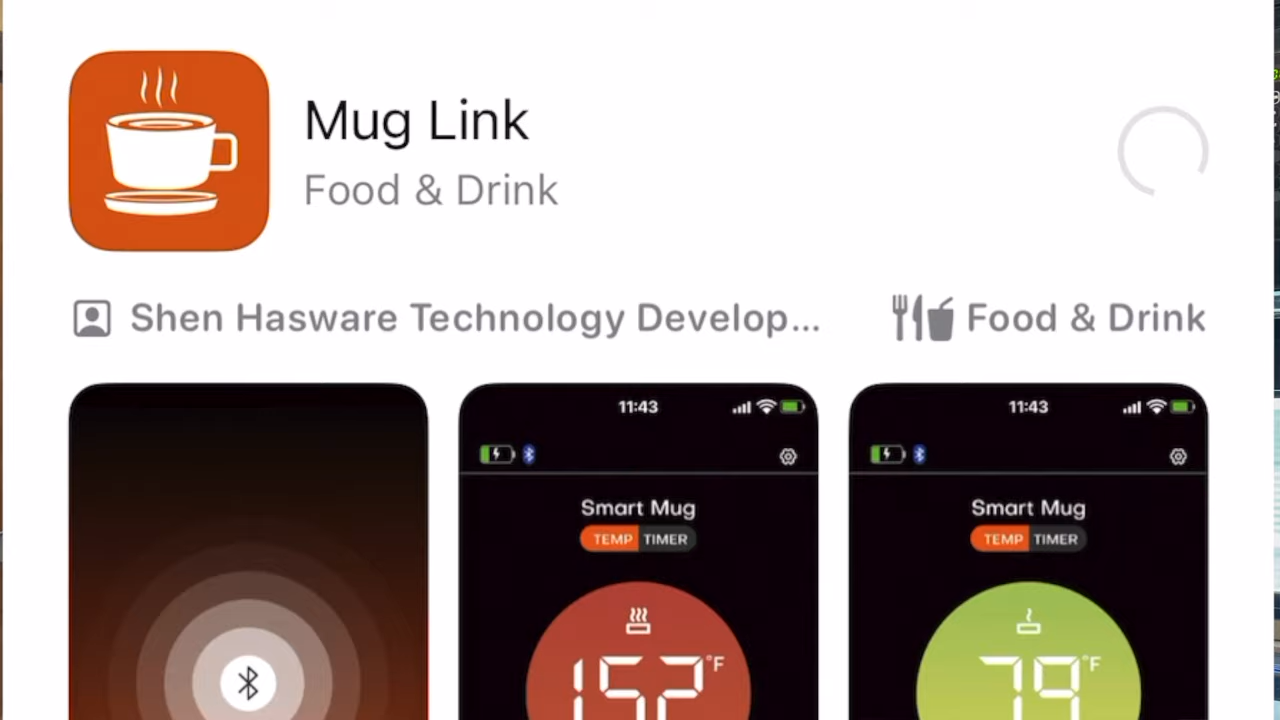 Mug Link
Food & Drink
Shen Hasware Technology Develop...
Food & Drink
11:43
Smart Mug
TEMP TIMER
152°F
11:43
Smart Mug
TEMP TIMER
79°F